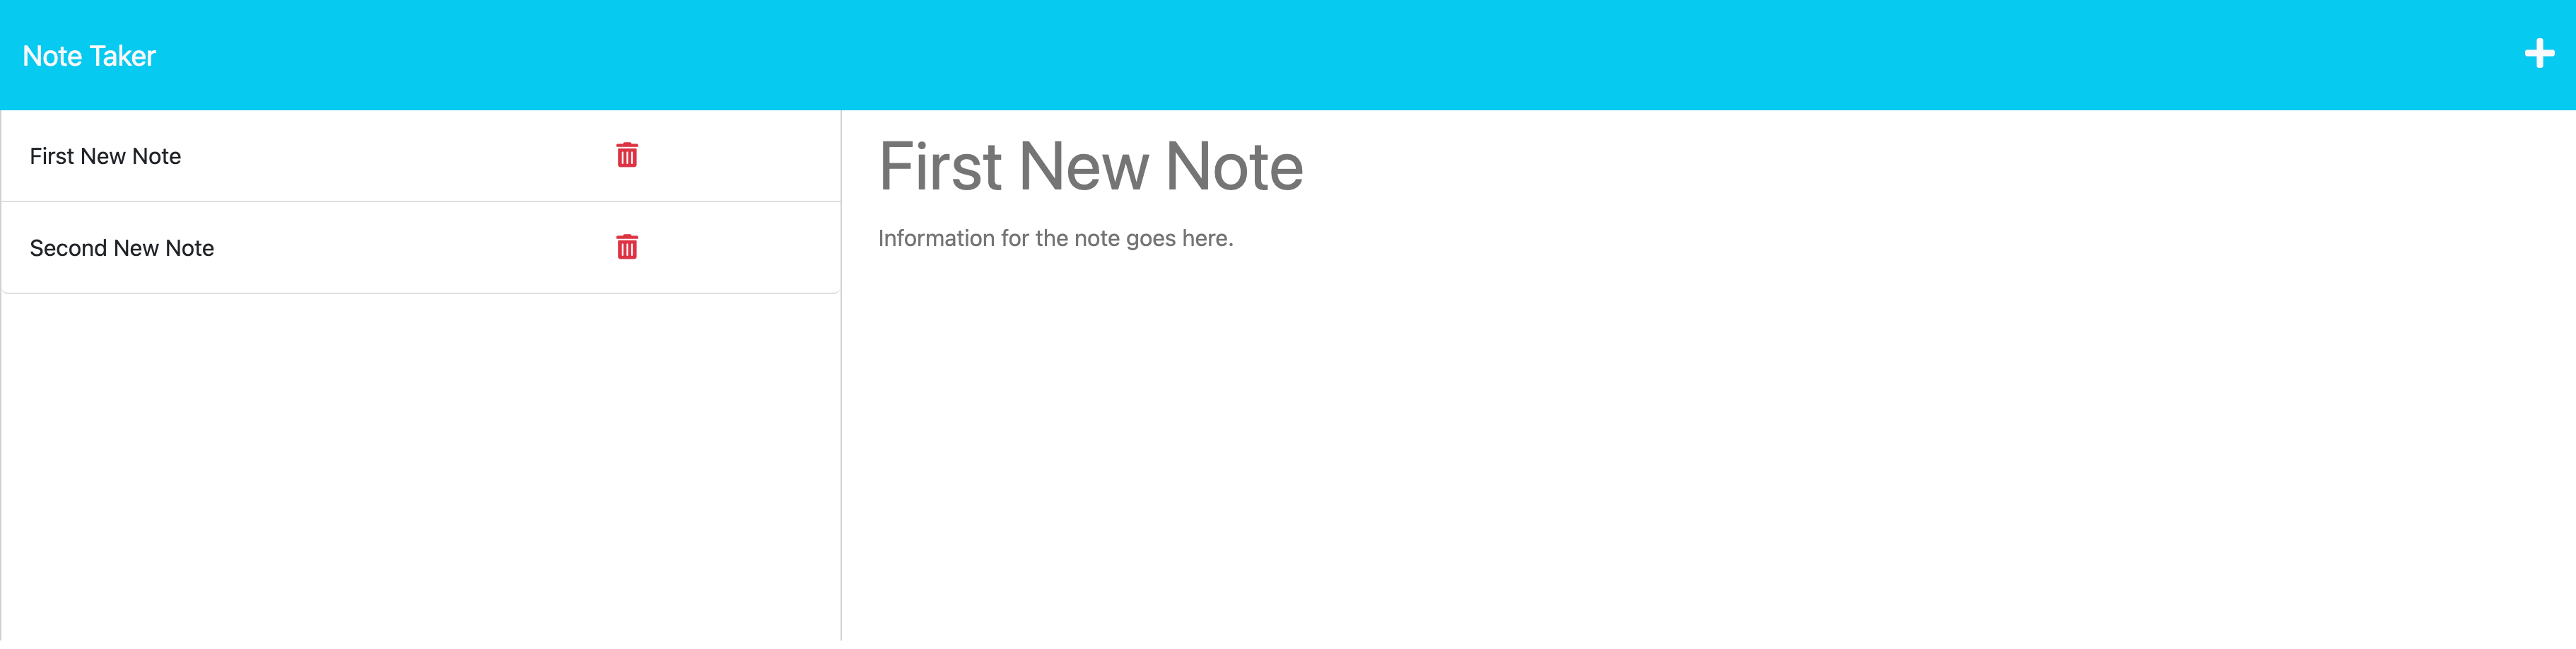 Note Taker
First New Note
Second New Note
First New Note
Information for the note goes here.